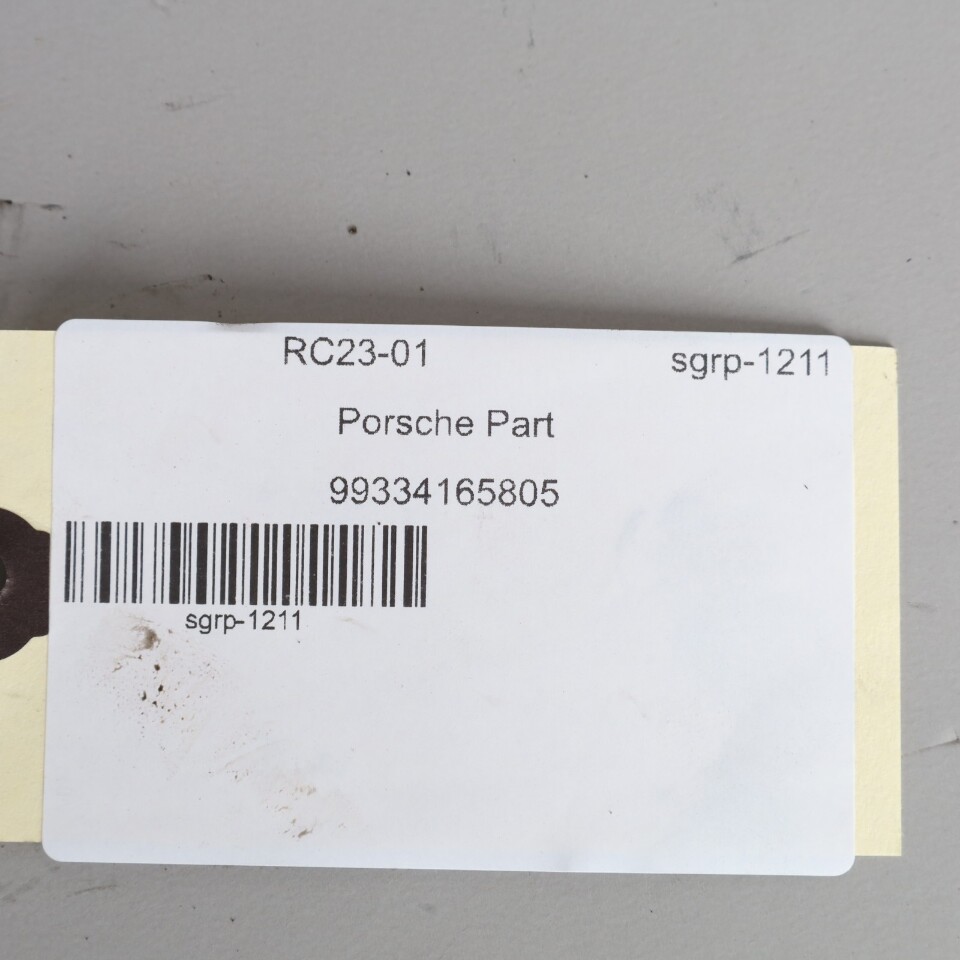 RC23-01 sgrp-1211
Porsche Part
99334165805
sgrp-1211